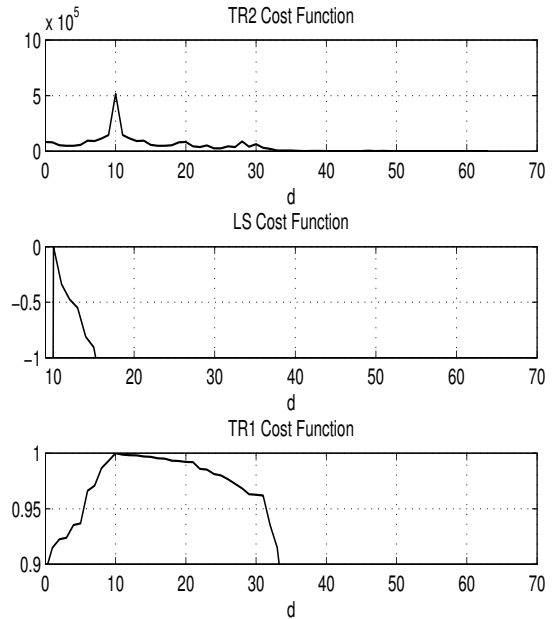 TR2 Cost Function
x 10^5
10
5
0
0 10 20 30 40 50 60 70
d
LS Cost Function
0
−0.5
−1
10 20 30 40 50 60 70
d
TR1 Cost Function
1
0.95
0.9
0 10 20 30 40 50 60 70
d